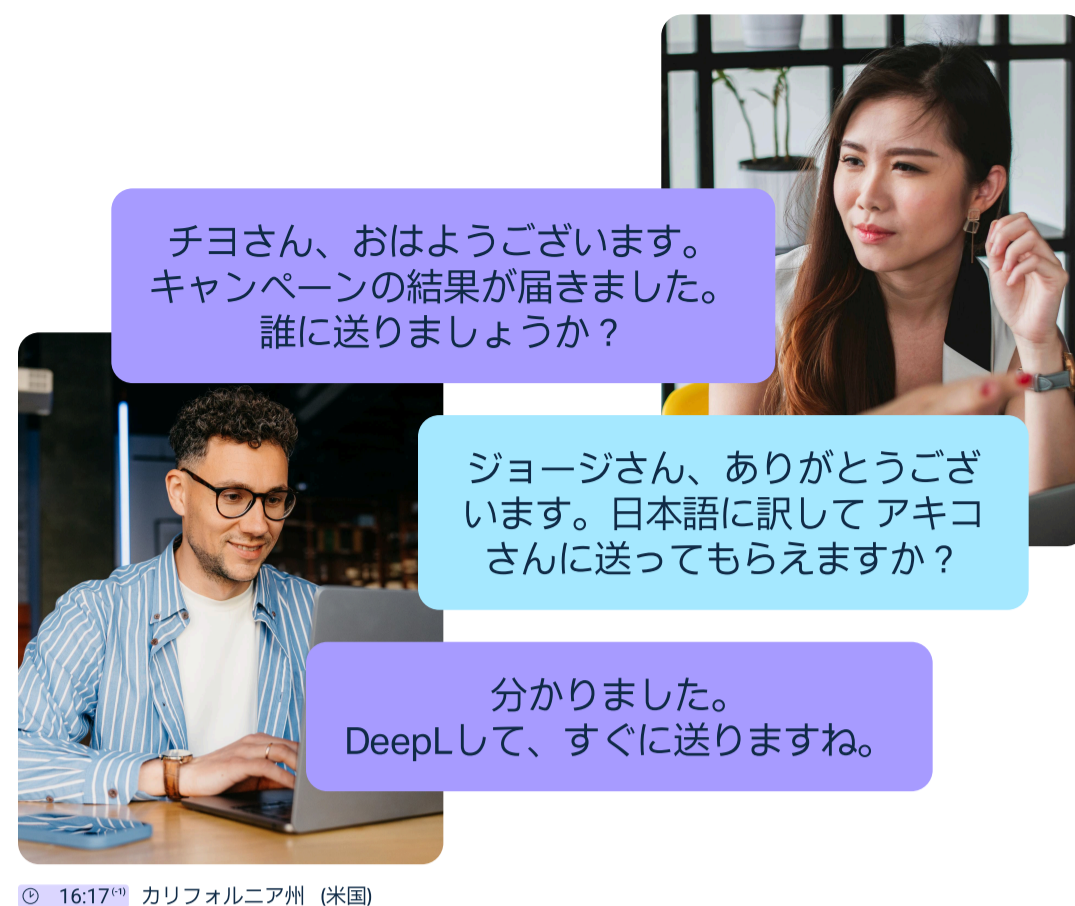 チヨさん、おはようございます。
キャンペーンの結果が届きました。
誰に送りましょうか？
ジョージさん、ありがとうござ
います。日本語に訳して アキコ
さんに送ってもらえますか？
分かりました。
DeepLして、すぐに送りますね。
16:17(-1) カリフォルニア州 (米国)